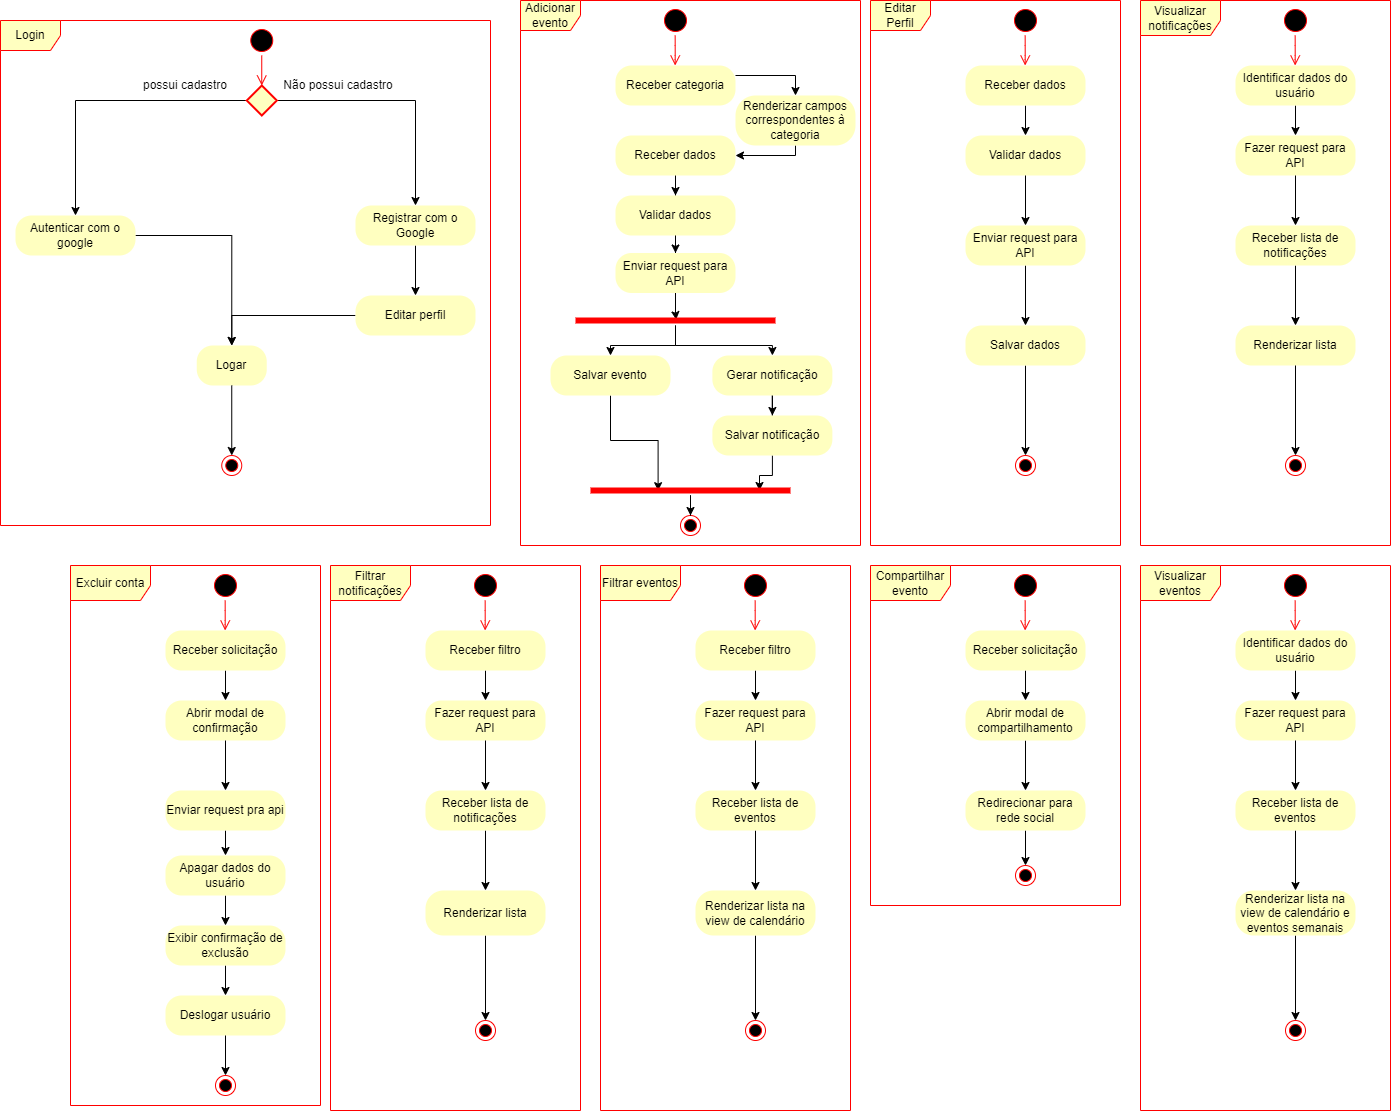 Login
possui cadastro
Não possui cadastro
Autenticar com o
google
Registrar com o
Google
Editar perfil
Logar
Adicionar
evento
Receber categoria
Renderizar campos
correspondentes à
categoria
Receber dados
Validar dados
Enviar request para
API
Salvar evento
Gerar notificação
Salvar notificação
Editar
Perfil
Receber dados
Validar dados
Enviar request para
API
Salvar dados
Visualizar
notificações
Identificar dados do
usuário
Fazer request para
API
Receber lista de
notificações
Renderizar lista
Excluir conta
Receber solicitação
Abrir modal de
confirmação
Enviar request pra api
Apagar dados do
usuário
Exibir confirmação de
exclusão
Deslogar usuário
Filtrar
notificações
Receber filtro
Fazer request para
API
Receber lista de
notificações
Renderizar lista
Filtrar eventos
Receber filtro
Fazer request para
API
Receber lista de
eventos
Renderizar lista na
view de calendário
Compartilhar
evento
Receber solicitação
Abrir modal de
compartilhamento
Redirecionar para
rede social
Visualizar
eventos
Identificar dados do
usuário
Fazer request para
API
Receber lista de
eventos
Renderizar lista na
view de calendário e
eventos semanais